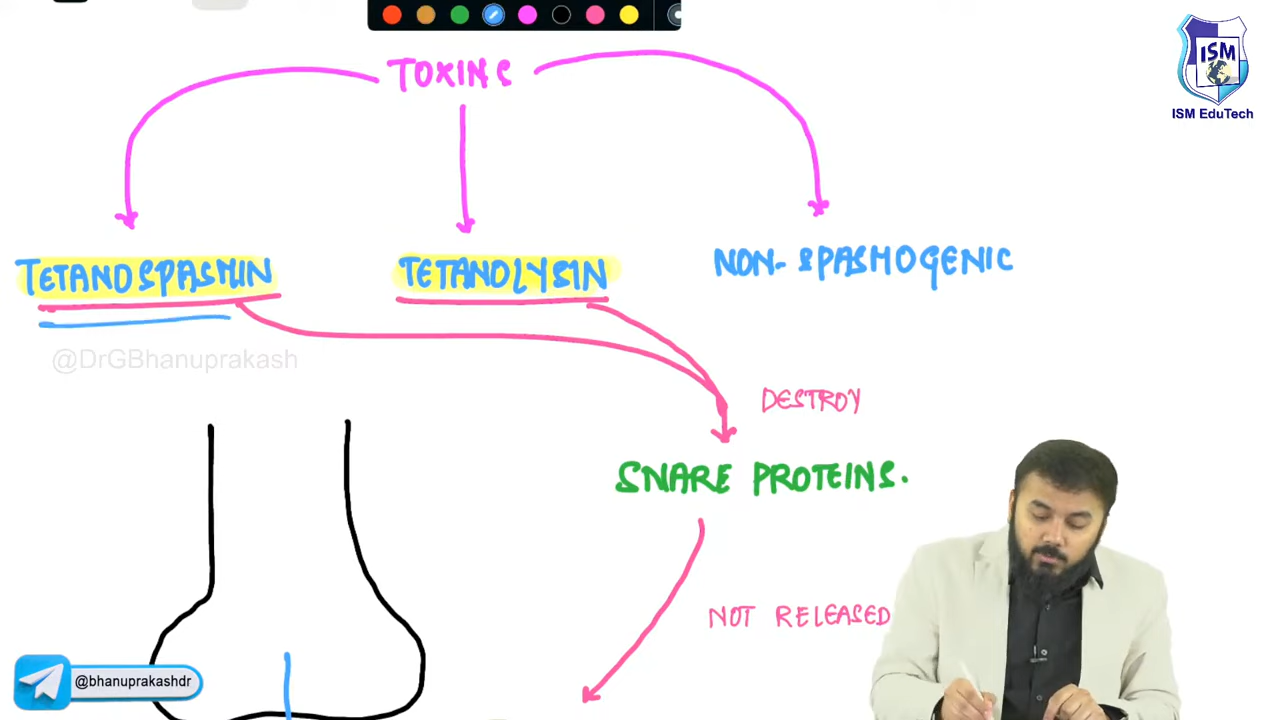 TOXINS
ISM
ISM EduTech
TETANOSPASMIN
TETANOLYSIN
NON-SPASMOGENIC
@DrGBhanuprakash
DESTROY
SNARE PROTEINS.
NOT RELEASED
@bhanuprakashdr